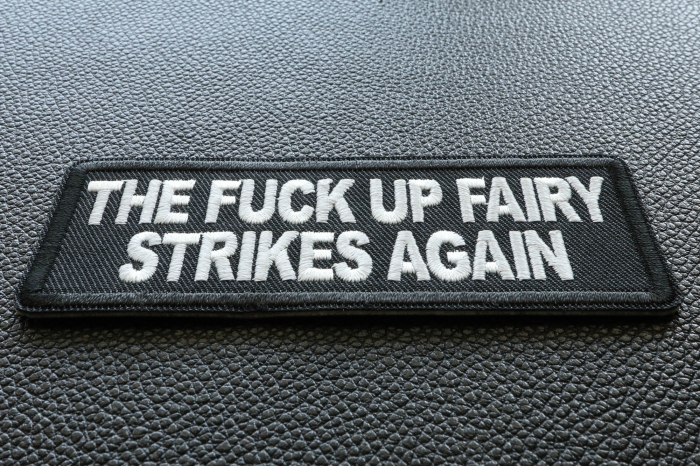 THE FUCK UP FAIRY
STRIKES AGAIN